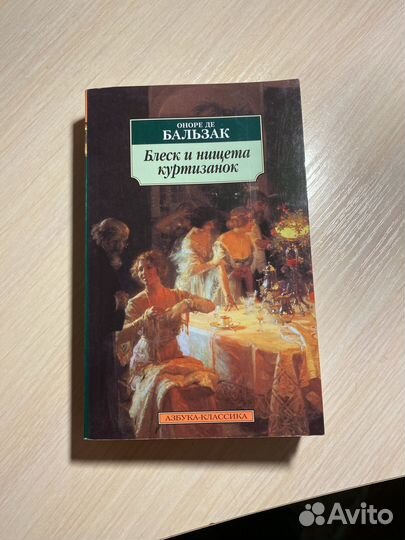 ОНОРЕ ДЕ
БАЛЬЗАК
Блеск и нищета
куртизанок
АЗБУКА-КЛАССИКА
Avito